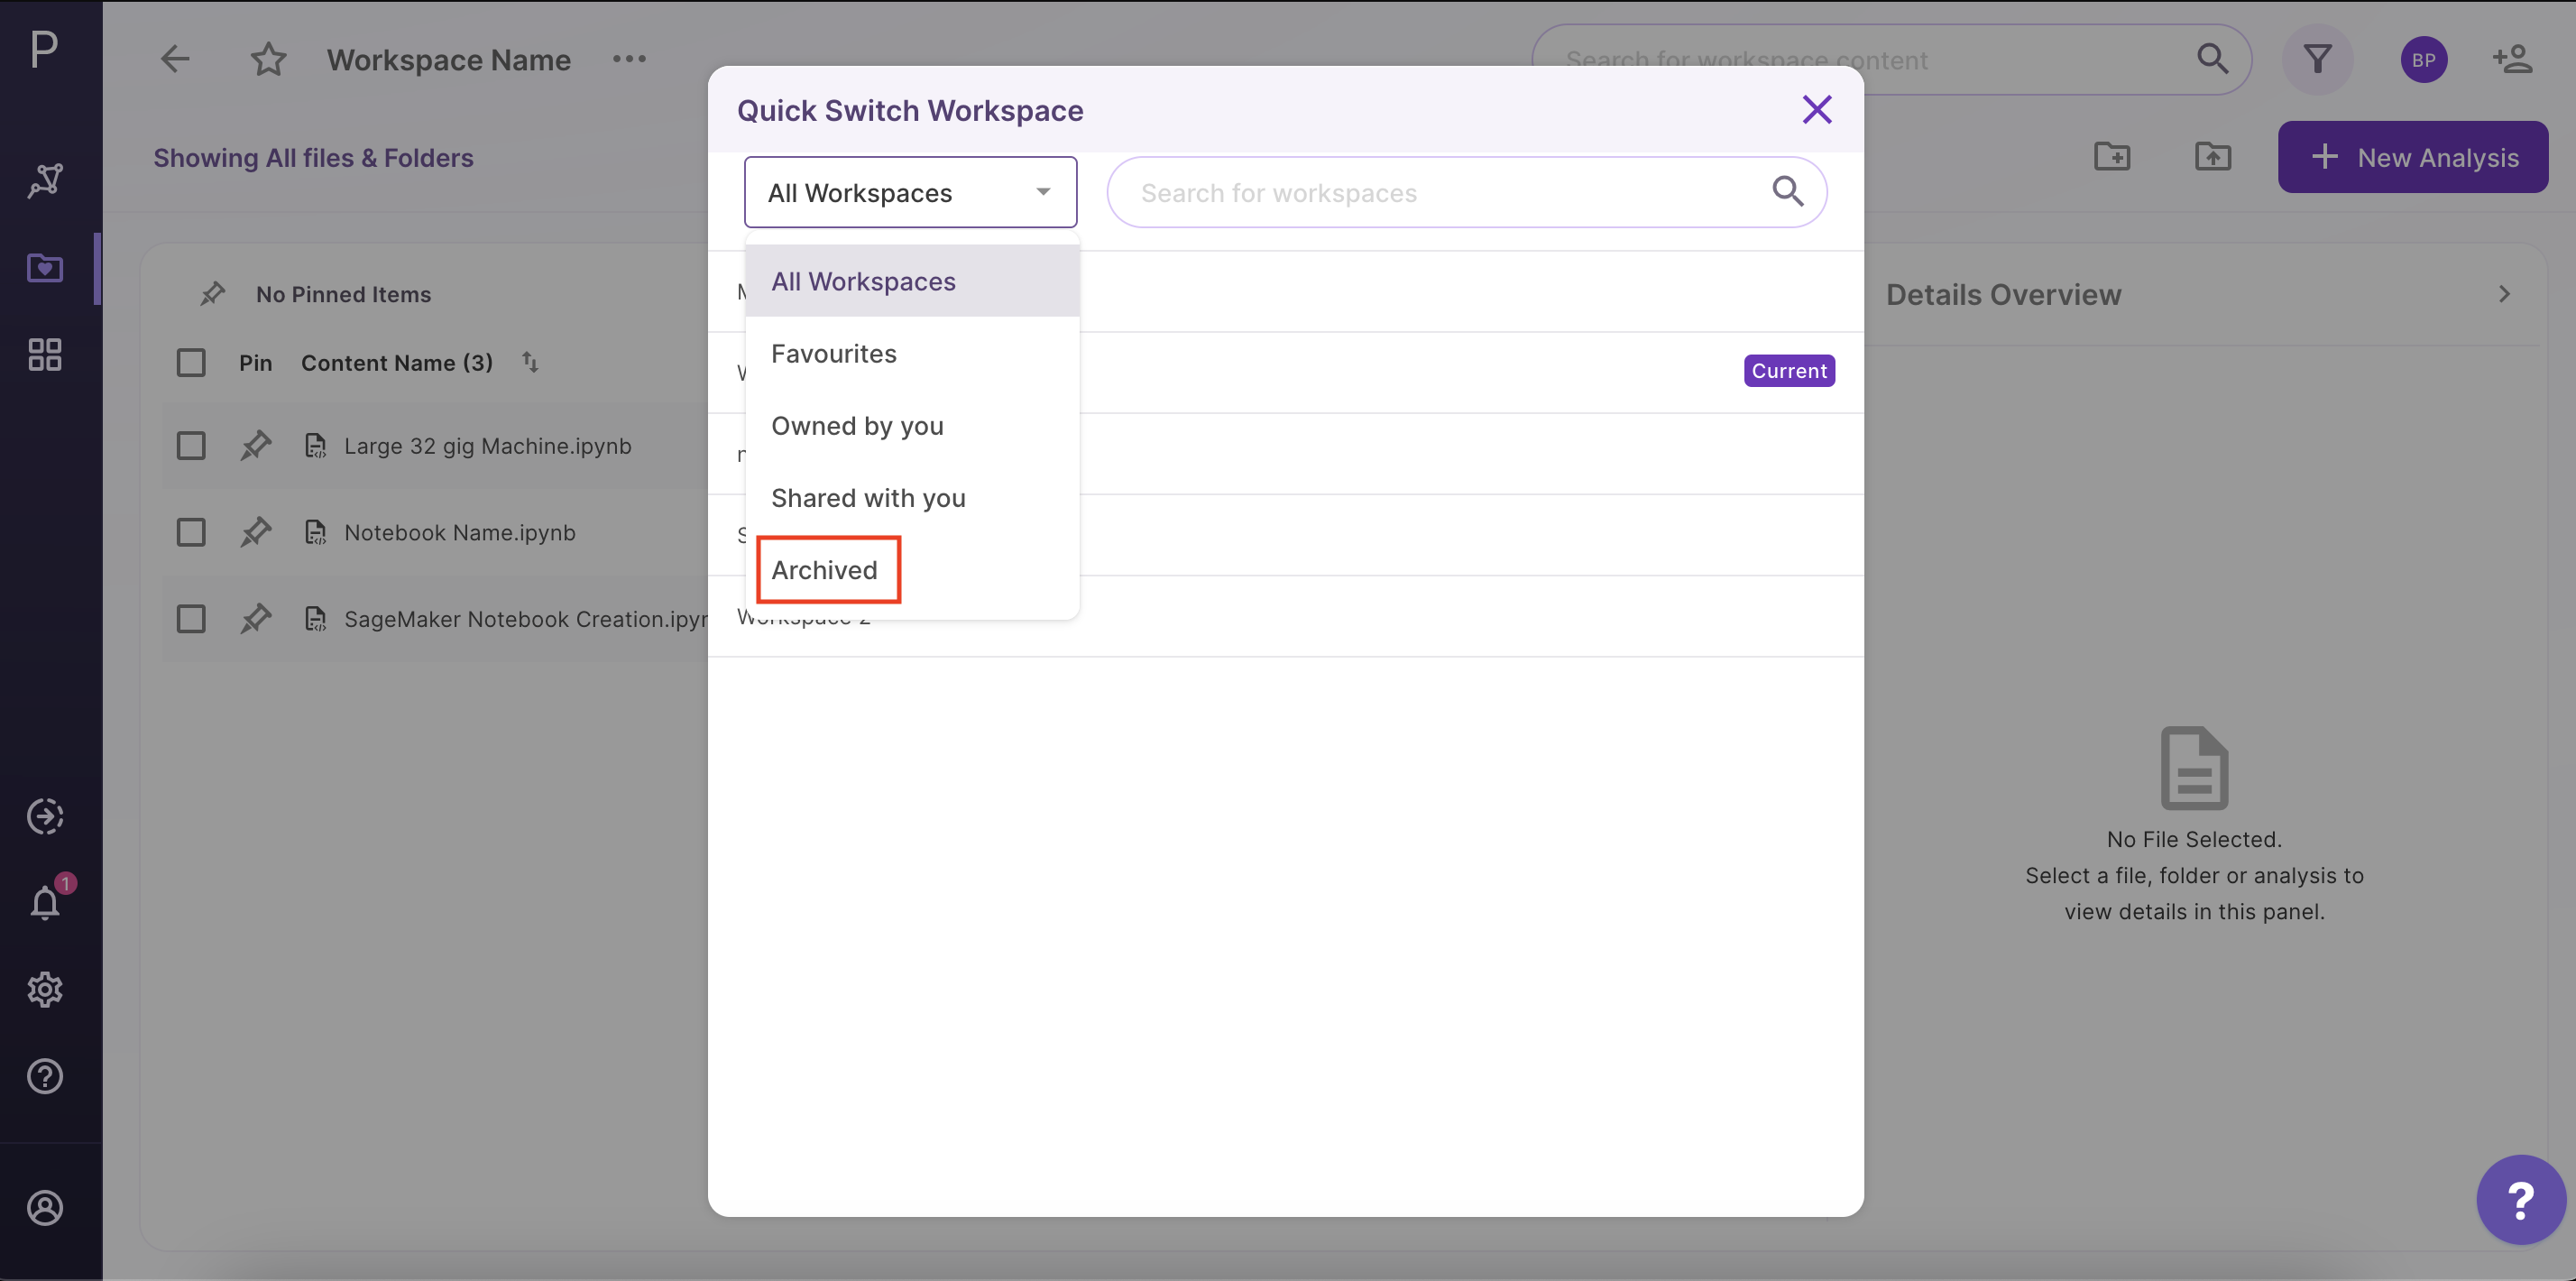 P
Workspace Name
Search for workspace content
BP
Quick Switch Workspace
Showing All files & Folders
New Analysis
All Workspaces
Search for workspaces
All Workspaces
Favourites
Owned by you
Shared with you
Archived
Current
No Pinned Items
Pin Content Name (3)
Large 32 gig Machine.ipynb
Notebook Name.ipynb
SageMaker Notebook Creation.ipyn
Workspace 2
Details Overview
No File Selected.
Select a file, folder or analysis to
view details in this panel.
1
?